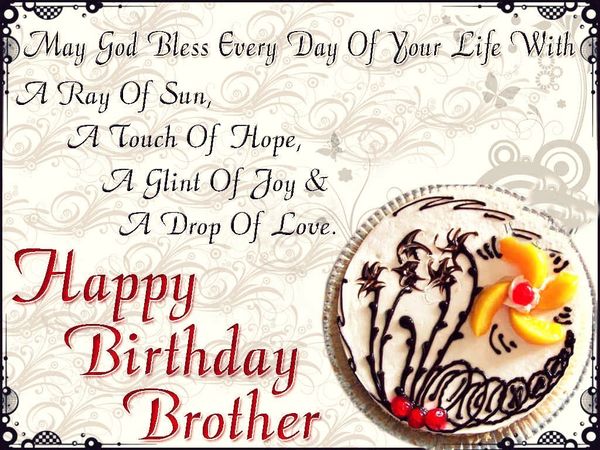 May God Bless Every Day Of Your Life With
A Ray Of Sun,
A Touch Of Hope,
A Glint Of Joy &
A Drop Of Love.
Happy
Birthday
Brother